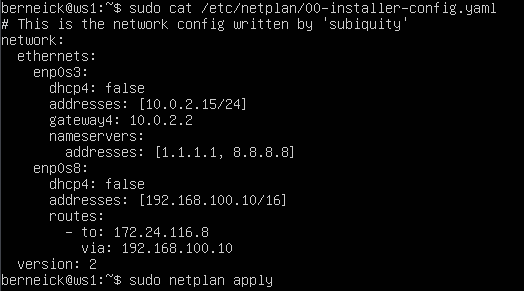 berneick@ws1:~$ sudo cat /etc/netplan/00-installer-config.yaml
# This is the network config written by 'subiquity'
network:
  ethernets:
    enp0s3:
      dhcp4: false
      addresses: [10.0.2.15/24]
      gateway4: 10.0.2.2
      nameservers:
        addresses: [1.1.1.1, 8.8.8.8]
    enp0s8:
      dhcp4: false
      addresses: [192.168.100.10/16]
      routes:
        - to: 172.24.116.8
          via: 192.168.100.10
  version: 2
berneick@ws1:~$ sudo netplan apply